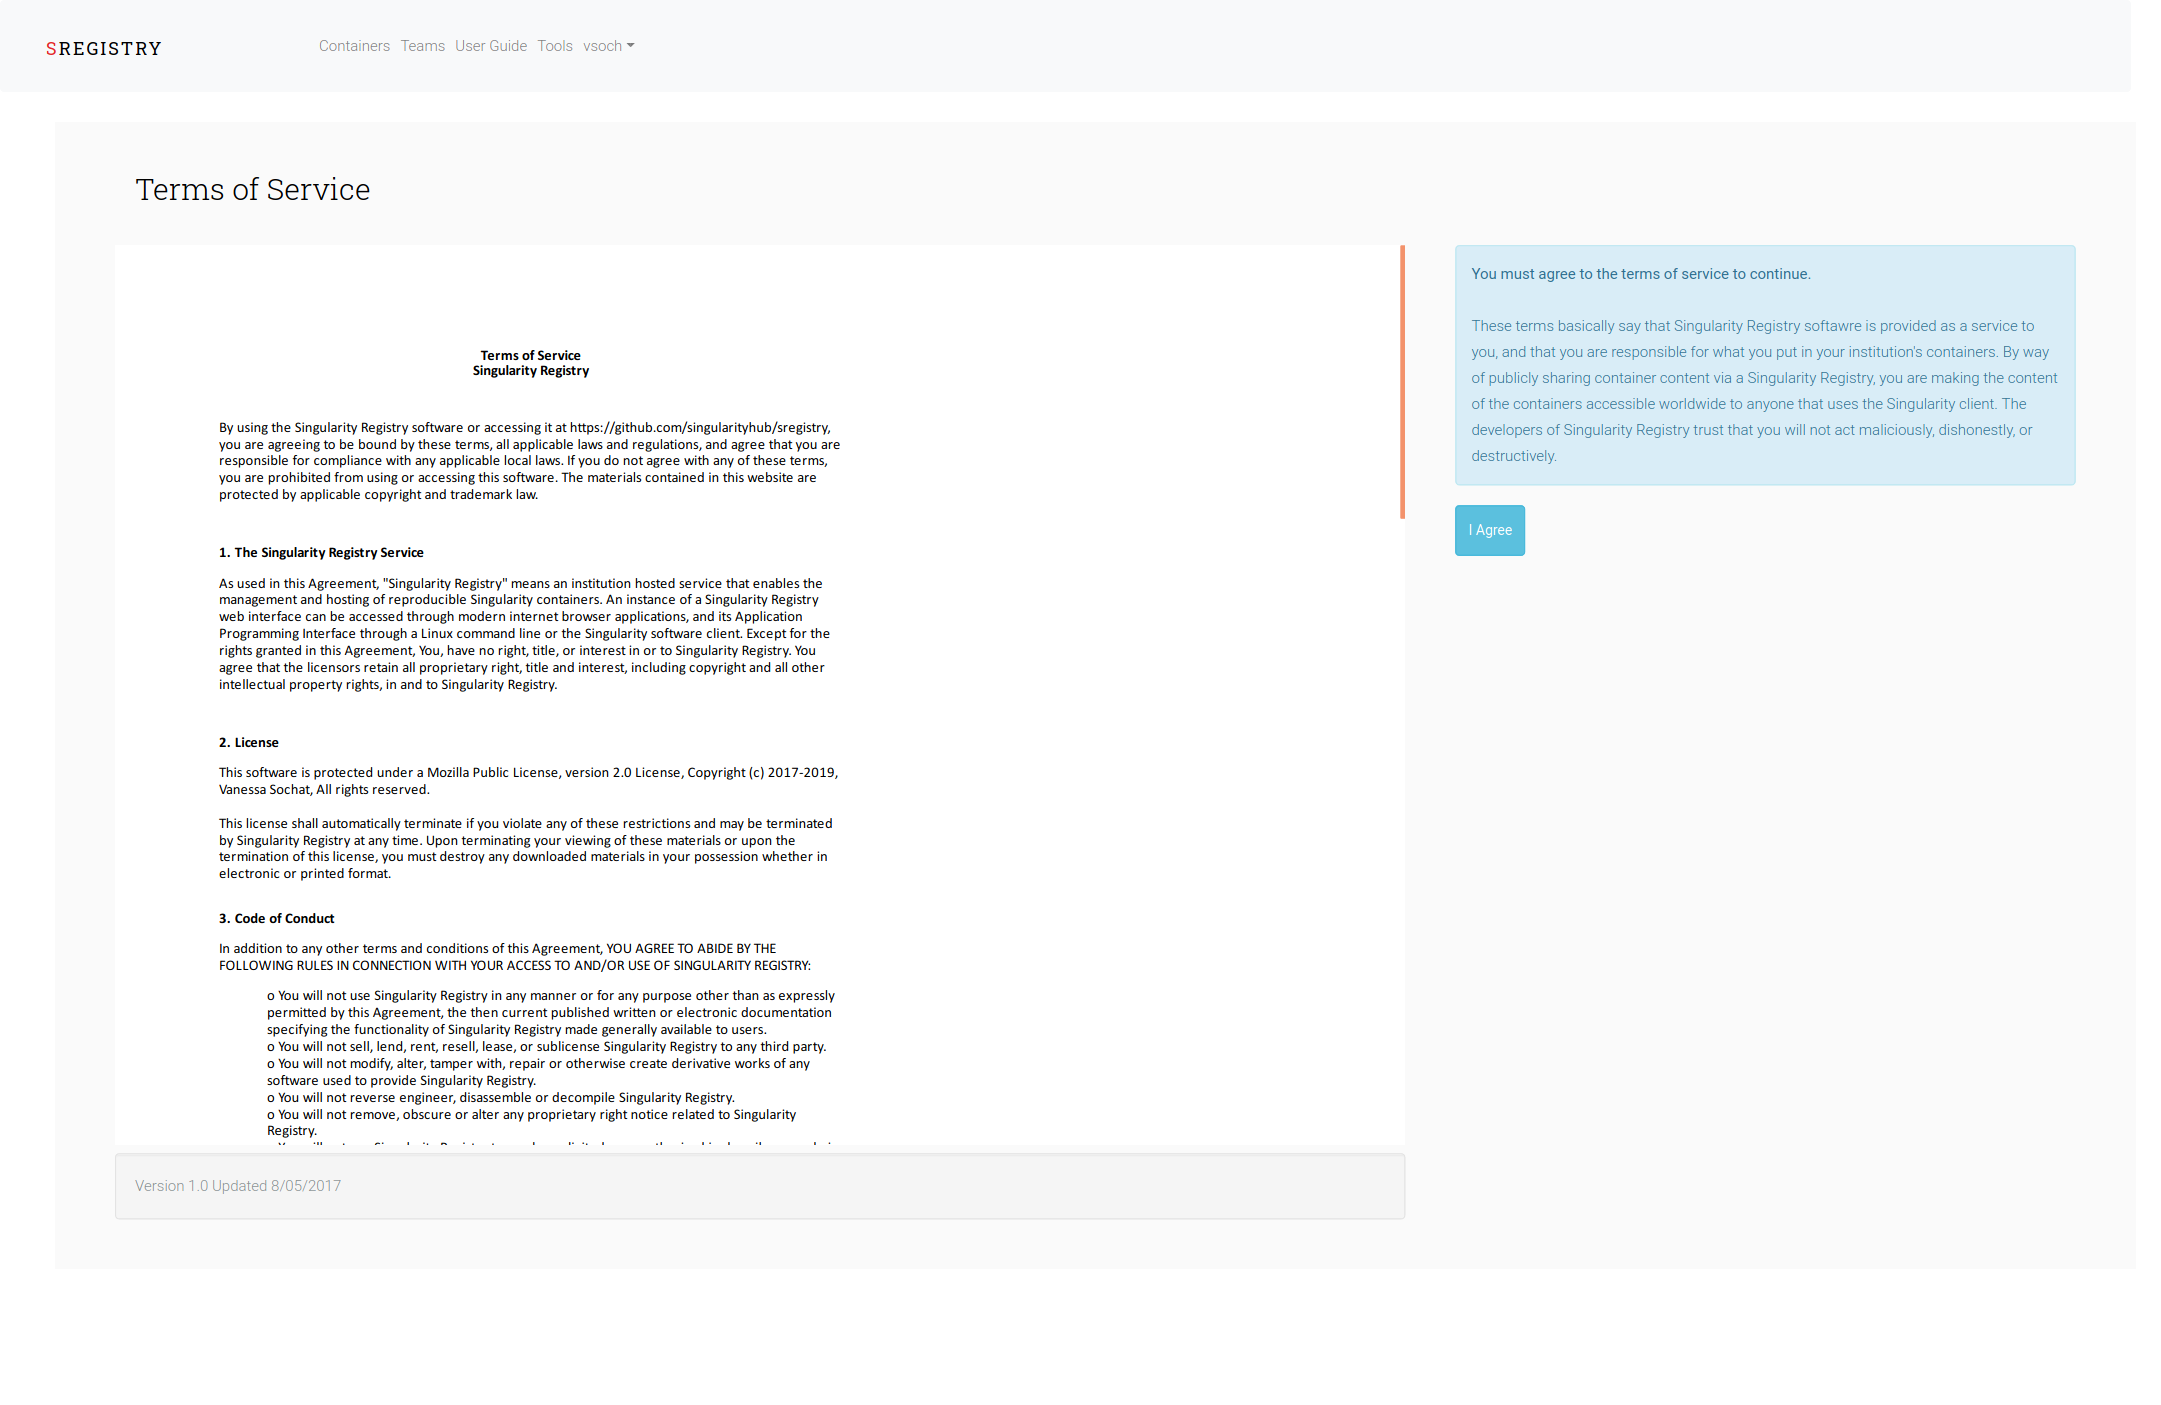 SREGISTRY
Containers Teams User Guide Tools vsoch
Terms of Service
Terms of Service
Singularity Registry
By using the Singularity Registry software or accessing it at https://github.com/singularityhub/sregistry,
you are agreeing to be bound by these terms, all applicable laws and regulations, and agree that you are
responsible for compliance with any applicable local laws. If you do not agree with any of these terms,
you are prohibited from using or accessing this software. The materials contained in this website are
protected by applicable copyright and trademark law.
1. The Singularity Registry Service
As used in this Agreement, "Singularity Registry" means an institution hosted service that enables the
management and hosting of reproducible Singularity containers. An instance of a Singularity Registry
web interface can be accessed through modern internet browser applications, and its Application
Programming Interface through a Linux command line or the Singularity software client. Except for the
rights granted in this Agreement, You, have no right, title, or interest in or to Singularity Registry. You
agree that the licensors retain all proprietary right, title and interest, including copyright and all other
intellectual property rights, in and to Singularity Registry.
2. License
This software is protected under a Mozilla Public License, version 2.0 License, Copyright (c) 2017-2019,
Vanessa Sochat, All rights reserved.
This license shall automatically terminate if you violate any of these restrictions and may be terminated
by Singularity Registry at any time. Upon terminating your viewing of these materials or upon the
termination of this license, you must destroy any downloaded materials in your possession whether in
electronic or printed format.
3. Code of Conduct
In addition to any other terms and conditions of this Agreement, YOU AGREE TO ABIDE BY THE
FOLLOWING RULES IN CONNECTION WITH YOUR ACCESS TO AND/OR USE OF SINGULARITY REGISTRY:
o You will not use Singularity Registry in any manner or for any purpose other than as expressly
permitted by this Agreement, the then current published written or electronic documentation
specifying the functionality of Singularity Registry made generally available to users.
o You will not sell, lend, rent, resell, lease, or sublicense Singularity Registry to any third party.
o You will not modify, alter, tamper with, repair or otherwise create derivative works of any
software used to provide Singularity Registry.
o You will not reverse engineer, disassemble or decompile Singularity Registry.
o You will not remove, obscure or alter any proprietary right notice related to Singularity
Registry.
Version 1.0 Updated 8/05/2017
You must agree to the terms of service to continue.
These terms basically say that Singularity Registry softawre is provided as a service to
you, and that you are responsible for what you put in your institution's containers. By way
of publicly sharing container content via a Singularity Registry, you are making the content
of the containers accessible worldwide to anyone that uses the Singularity client. The
developers of Singularity Registry trust that you will not act maliciously, dishonestly, or
destructively.
I Agree